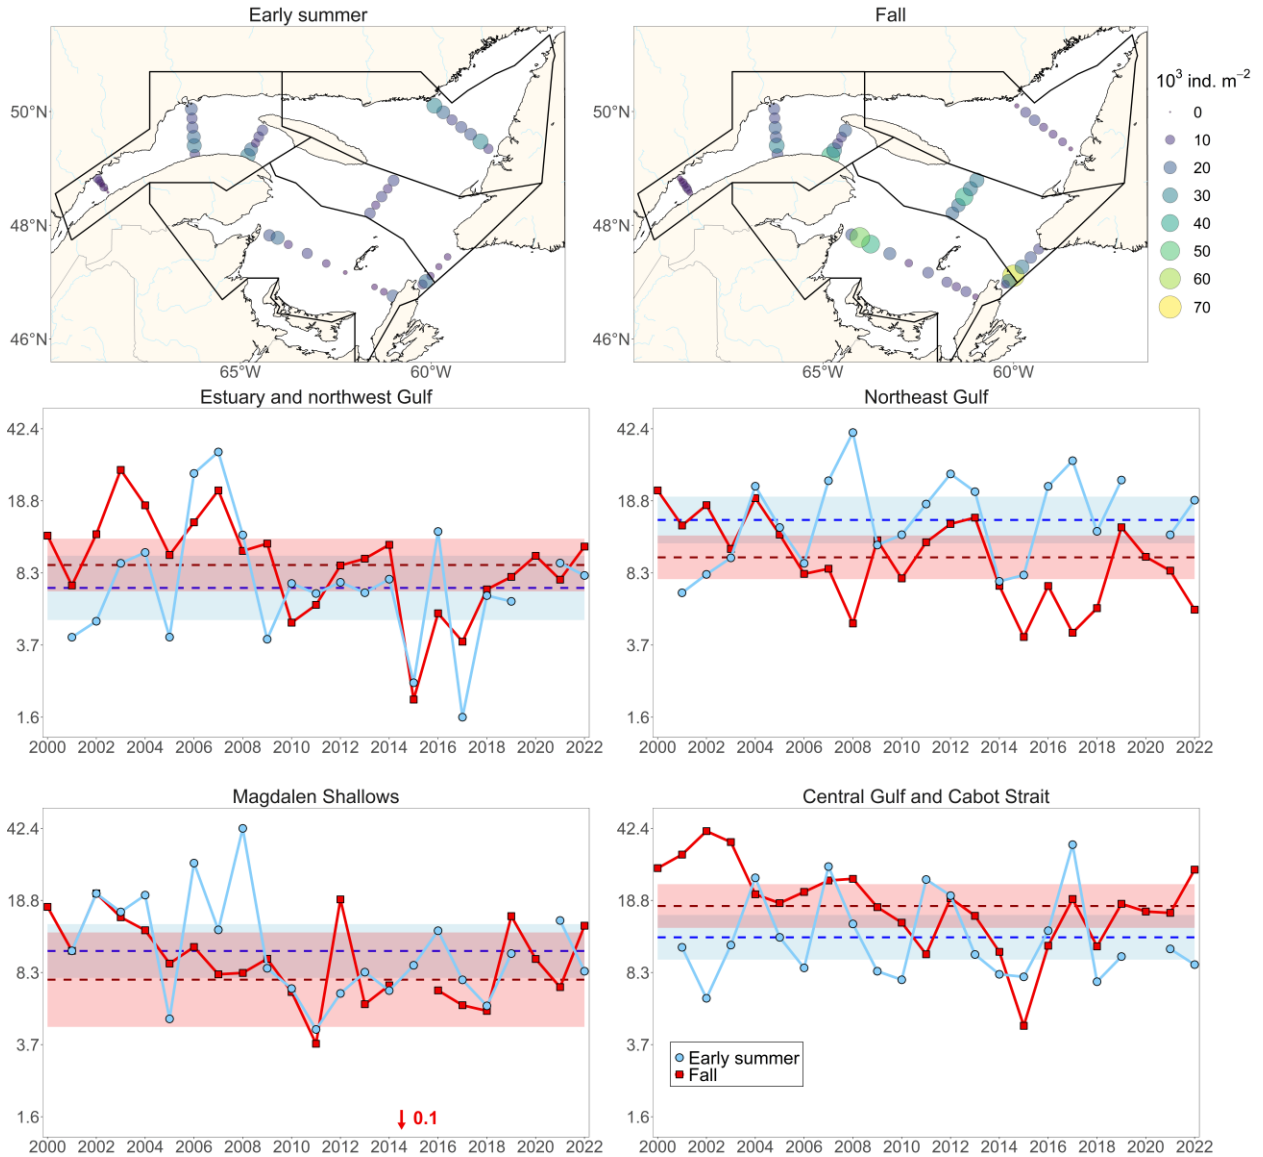 Early summer
Fall
10³ ind. m⁻²
50°N
48°N
46°N
65°W
60°W
50°N
48°N
46°N
65°W
60°W
0
10
20
30
40
50
60
70
Estuary and northwest Gulf
42.4
18.8
8.3
3.7
1.6
2000 2002 2004 2006 2008 2010 2012 2014 2016 2018 2020 2022
Northeast Gulf
42.4
18.8
8.3
3.7
1.6
2000 2002 2004 2006 2008 2010 2012 2014 2016 2018 2020 2022
Magdalen Shallows
42.4
18.8
8.3
3.7
1.6
0.1
2000 2002 2004 2006 2008 2010 2012 2014 2016 2018 2020 2022
Central Gulf and Cabot Strait
42.4
18.8
8.3
3.7
1.6
Early summer
Fall
2000 2002 2004 2006 2008 2010 2012 2014 2016 2018 2020 2022